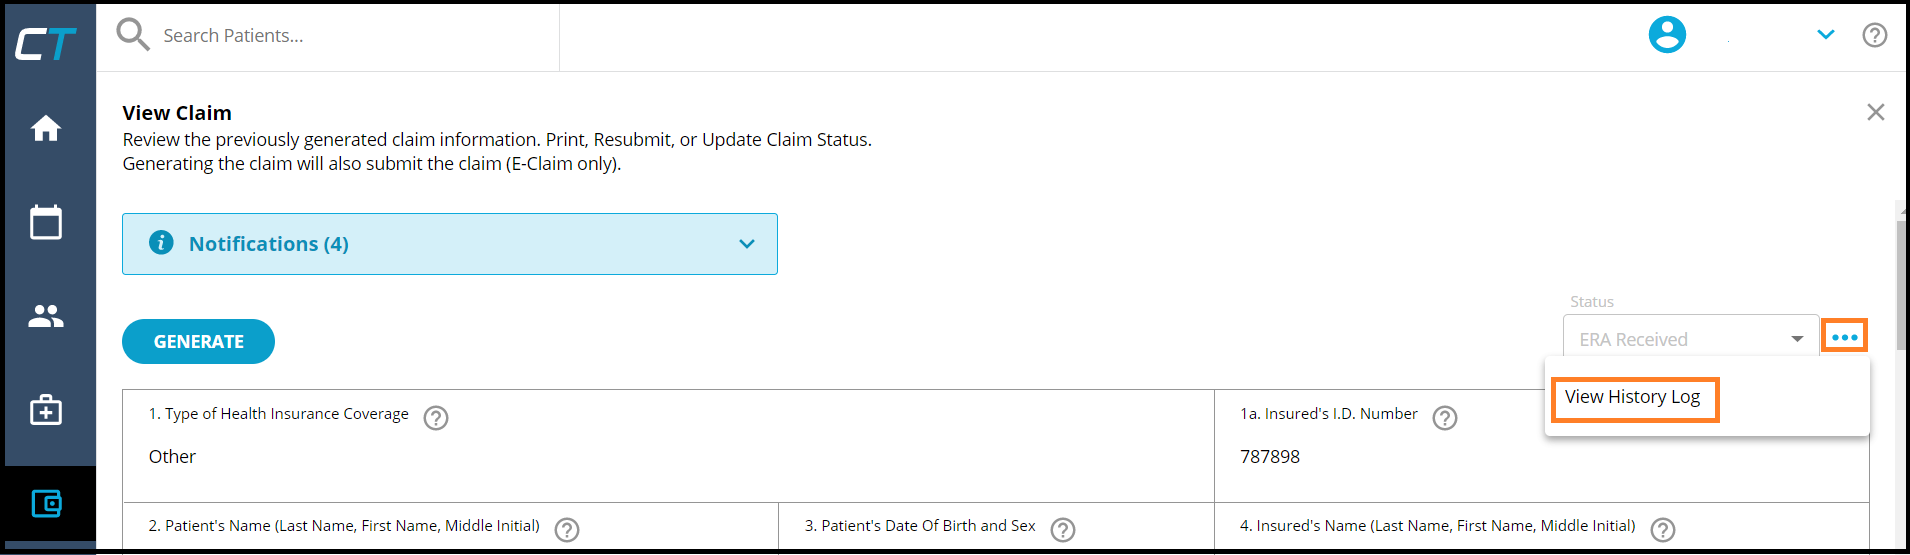 CT
Search Patients...
View Claim
Review the previously generated claim information. Print, Resubmit, or Update Claim Status.
Generating the claim will also submit the claim (E-Claim only).
Notifications (4)
Status
GENERATE
ERA Received
View History Log
1. Type of Health Insurance Coverage
1a. Insured's I.D. Number
Other
787898
2. Patient's Name (Last Name, First Name, Middle Initial)
3. Patient's Date Of Birth and Sex
4. Insured's Name (Last Name, First Name, Middle Initial)